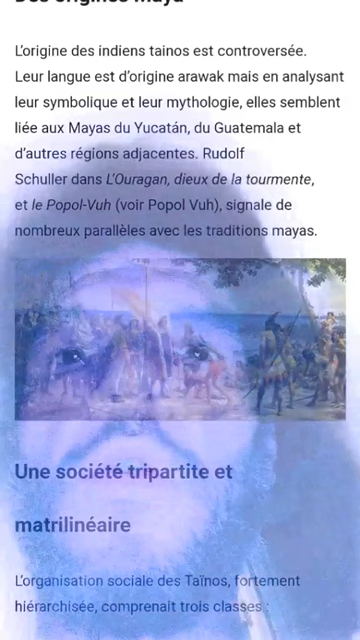 Des origines maya
L'origine des indiens tainos est controversée.
Leur langue est d'origine arawak mais en analysant
leur symbolique et leur mythologie, elles semblent
liée aux Mayas du Yucatán, du Guatemala et
d'autres régions adjacentes. Rudolf
Schuller dans L'Ouragan, dieux de la tourmente,
et le Popol-Vuh (voir Popol Vuh), signale de
nombreux parallèles avec les traditions mayas.
Une société tripartite et
matrilinéaire
L'organisation sociale des Taïnos, fortement
hiérarchisée, comprenait trois classes :